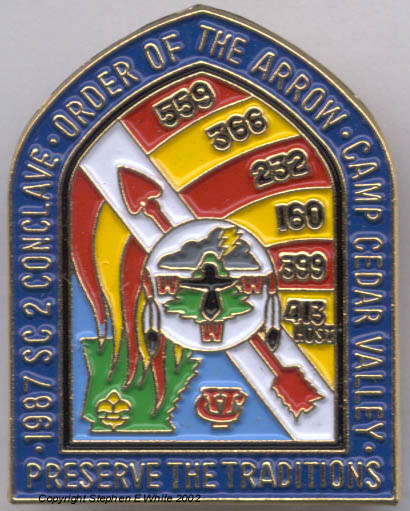 ·1987 SC 2 CONCLAVE · ORDER OF THE ARROW · CAMP CEDAR VALLEY·
559
366
232
160
399
413
HOST
W W
W
PRESERVE THE TRADITIONS
Copyright Stephen E White 2002